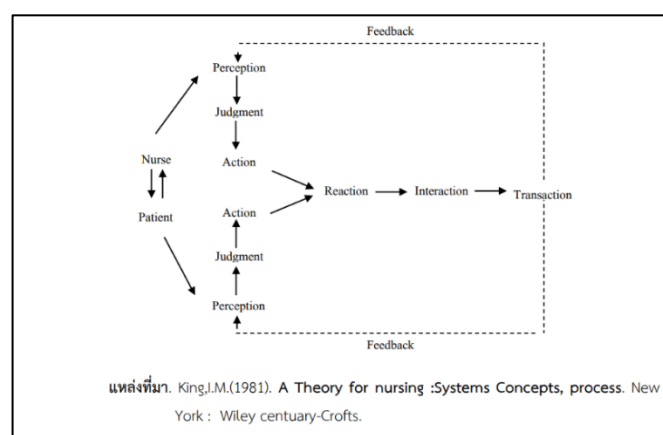 Feedback
Perception
Judgment
Nurse
Action
Reaction
Interaction
Transaction
Patient
Action
Judgment
Perception
Feedback
แหล่งที่มา. King,I.M.(1981). A Theory for nursing :Systems Concepts, process. New
York : Wiley centuary-Crofts.